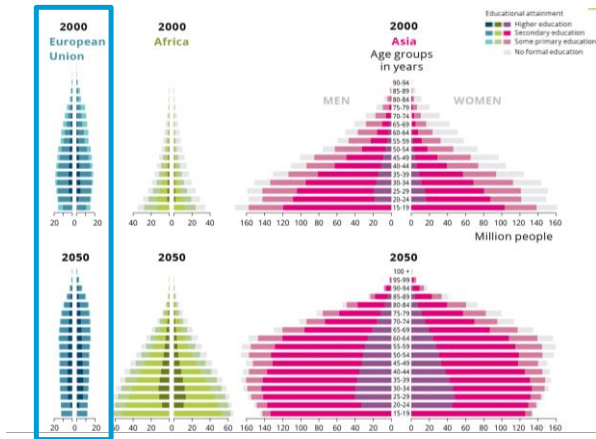 Educational attainment
Higher education
Secondary education
Some primary education
No formal education
2000
European
Union
2000
Africa
2000
Asia
Age groups
in years
MEN
WOMEN
90-94
85-89
80-84
75-79
70-74
65-69
60-64
55-59
50-54
45-49
40-44
35-39
30-34
25-29
20-24
15-19
20 0 20
40 20 0 20 40
160 140 120 100 80 60 40 20 0
0 20 40 60 80 100 120 140 160
Million people
2050
2050
2050
100 +
95-99
90-94
85-89
80-84
75-79
70-74
65-69
60-64
55-59
50-54
45-49
40-44
35-39
30-34
25-29
20-24
15-19
20 0 20
60 40 20 0 20 40 60
160 140 120 100 80 60 40 20 0
0 20 40 60 80 100 120 140 160